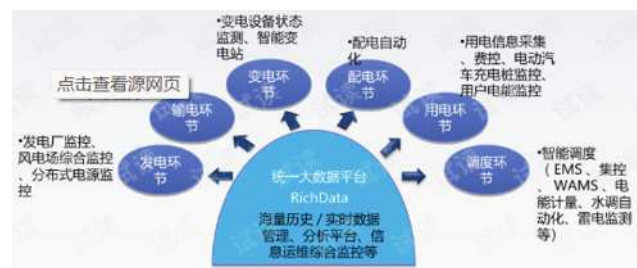 •变电设备状态
监测、智能变
电站
•配电自动
化
•用电信息采集
、费控、电动汽
车充电桩监控、
用户电能监控
点击查看源网页
变电环
节
配电环
节
输电环
节
用电环
节
•发电厂监控、
风电场综合监控
、分布式电源监
控
发电环
节
调度环
节
•智能调度
（EMS、集控
、WAMS、电
能计量、水调自
动化、雷电监测
等）
统一大数据平台
RichData
海量历史/实时数据
管理、分析平台、信
息运维综合监控等